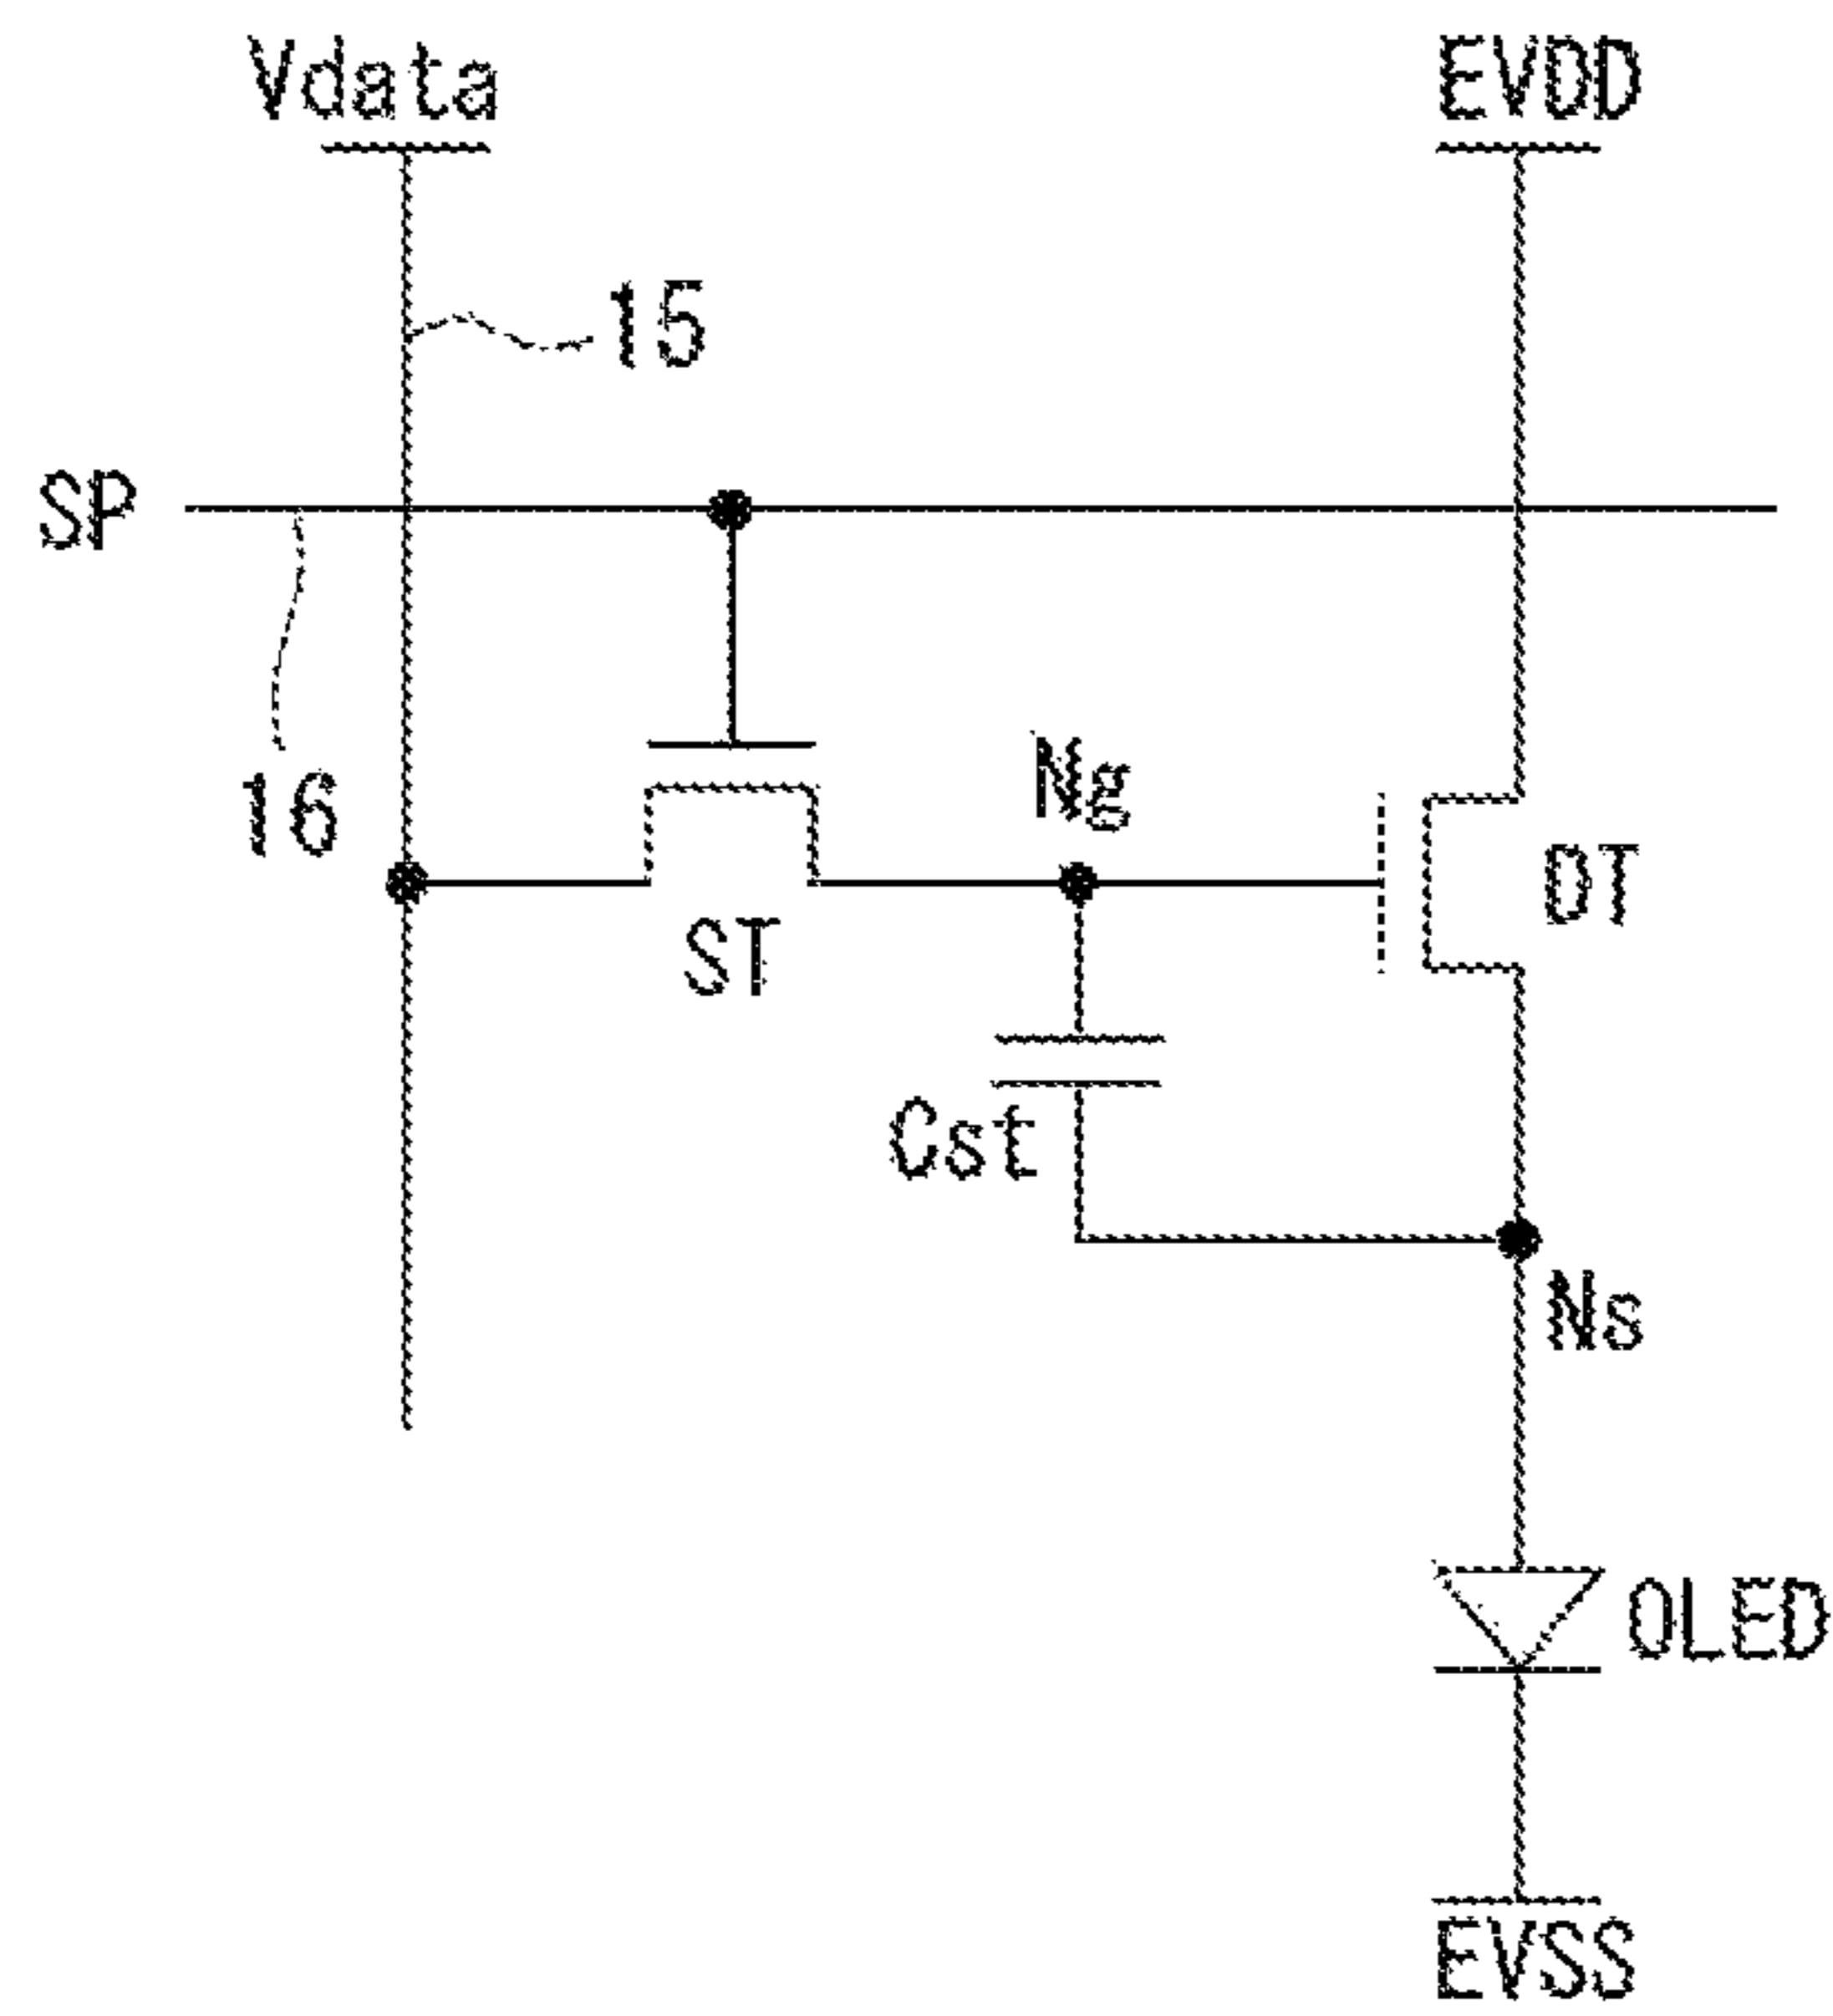 Vdata
EVDD
15
SP
16
Ng
DT
ST
Cst
Ns
OLED
EVSS